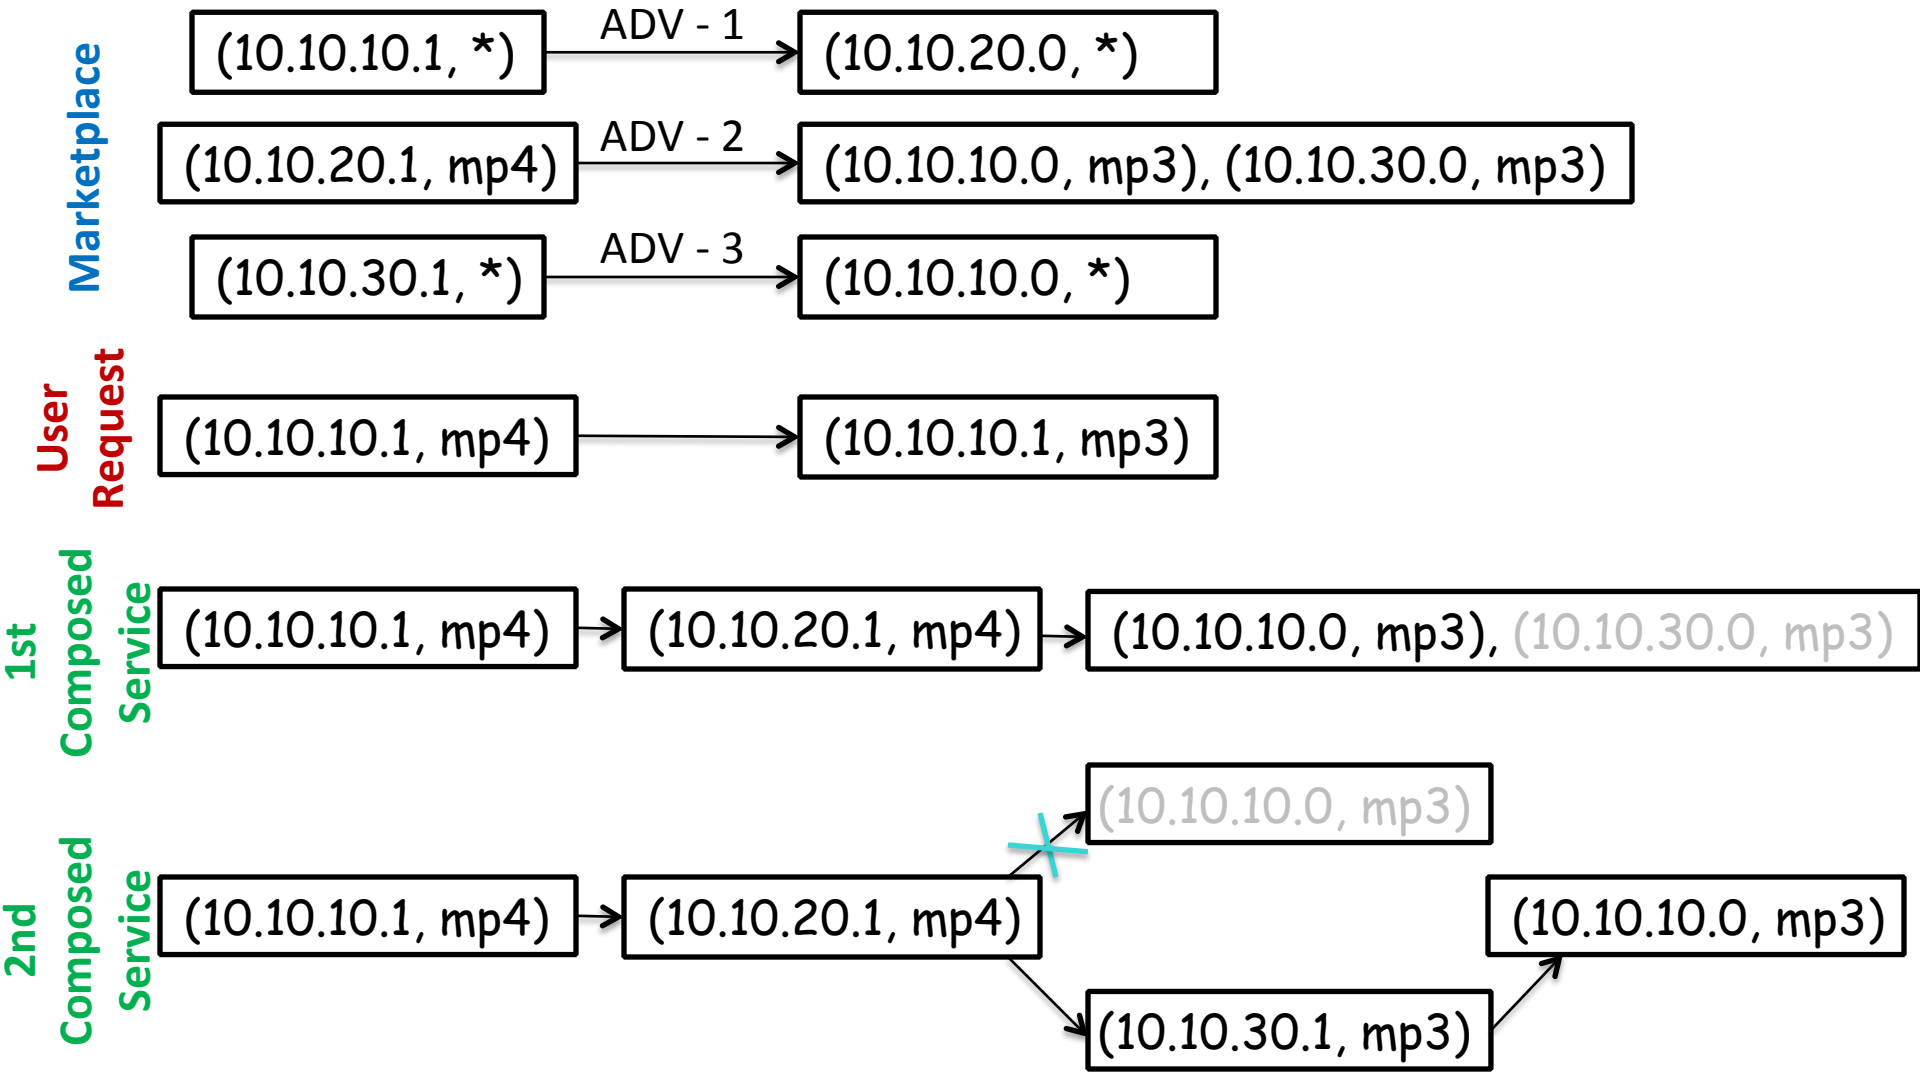 Marketplace
(10.10.10.1, *)
ADV - 1
(10.10.20.0, *)
(10.10.20.1, mp4)
ADV - 2
(10.10.10.0, mp3), (10.10.30.0, mp3)
(10.10.30.1, *)
ADV - 3
(10.10.10.0, *)
User
Request
(10.10.10.1, mp4)
(10.10.10.1, mp3)
1st
Composed
Service
(10.10.10.1, mp4)
(10.10.20.1, mp4)
(10.10.10.0, mp3), (10.10.30.0, mp3)
2nd
Composed
Service
(10.10.10.1, mp4)
(10.10.20.1, mp4)
(10.10.10.0, mp3)
(10.10.30.1, mp3)
(10.10.10.0, mp3)